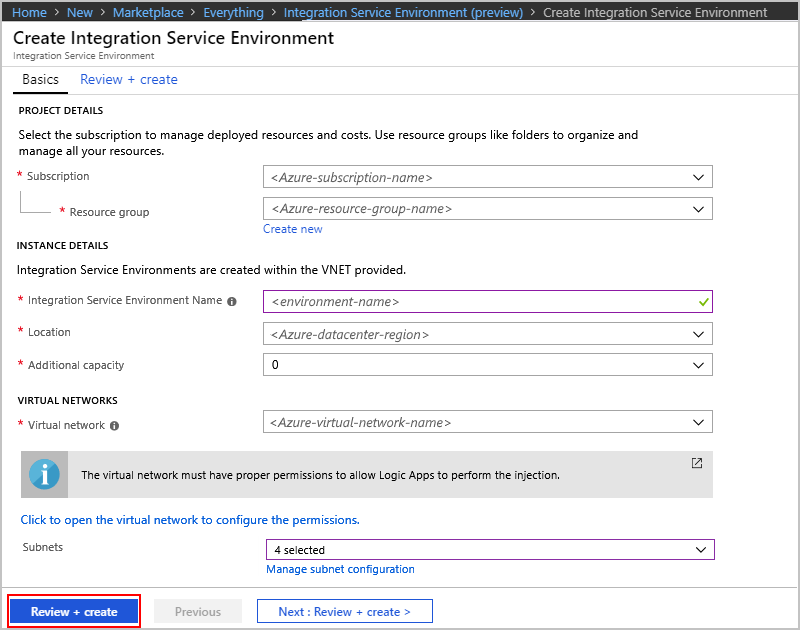 Home > New > Marketplace > Everything > Integration Service Environment (preview) > Create Integration Service Environment
Create Integration Service Environment
Integration Service Environment
Basics Review + create
PROJECT DETAILS
Select the subscription to manage deployed resources and costs. Use resource groups like folders to organize and
manage all your resources.
* Subscription <Azure-subscription-name>
* Resource group <Azure-resource-group-name>
Create new
INSTANCE DETAILS
Integration Service Environments are created within the VNET provided.
* Integration Service Environment Name <environment-name>
* Location <Azure-datacenter-region>
* Additional capacity 0
VIRTUAL NETWORKS
* Virtual network <Azure-virtual-network-name>
The virtual network must have proper permissions to allow Logic Apps to perform the injection.
Click to open the virtual network to configure the permissions.
Subnets 4 selected
Manage subnet configuration
Review + create Previous Next : Review + create >